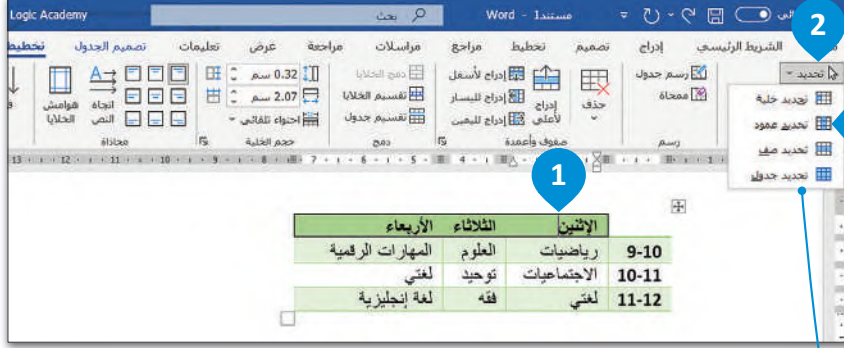 مستند1 - Word
بحث
Logic Academy
الشريط الرئيسي إدراج تصميم تخطيط مراجع مراسلات مراجعة عرض تعليمات تصميم الجدول تخطيط
2
تحديد
تحديد خلية
تحديد عمود
تحديد صف
تحديد جدول
رسم جدول
ممحاة
رسم
حذف
إدراج لأعلى
إدراج لأسفل
إدراج لليسار
إدراج لليمين
صفوف وأعمدة
دمج الخلايا
تقسيم الخلايا
تقسيم جدول
دمج
0.32 سم
2.07 سم
احتواء تلقائي
حجم الخلية
اتجاه النص
هوامش الخلايا
محاذاة
1
الإثنين الثلاثاء الأربعاء
9-10 رياضيات العلوم المهارات الرقمية
10-11 الاجتماعيات توحيد لغتي
11-12 لغتي فقه لغة إنجليزية